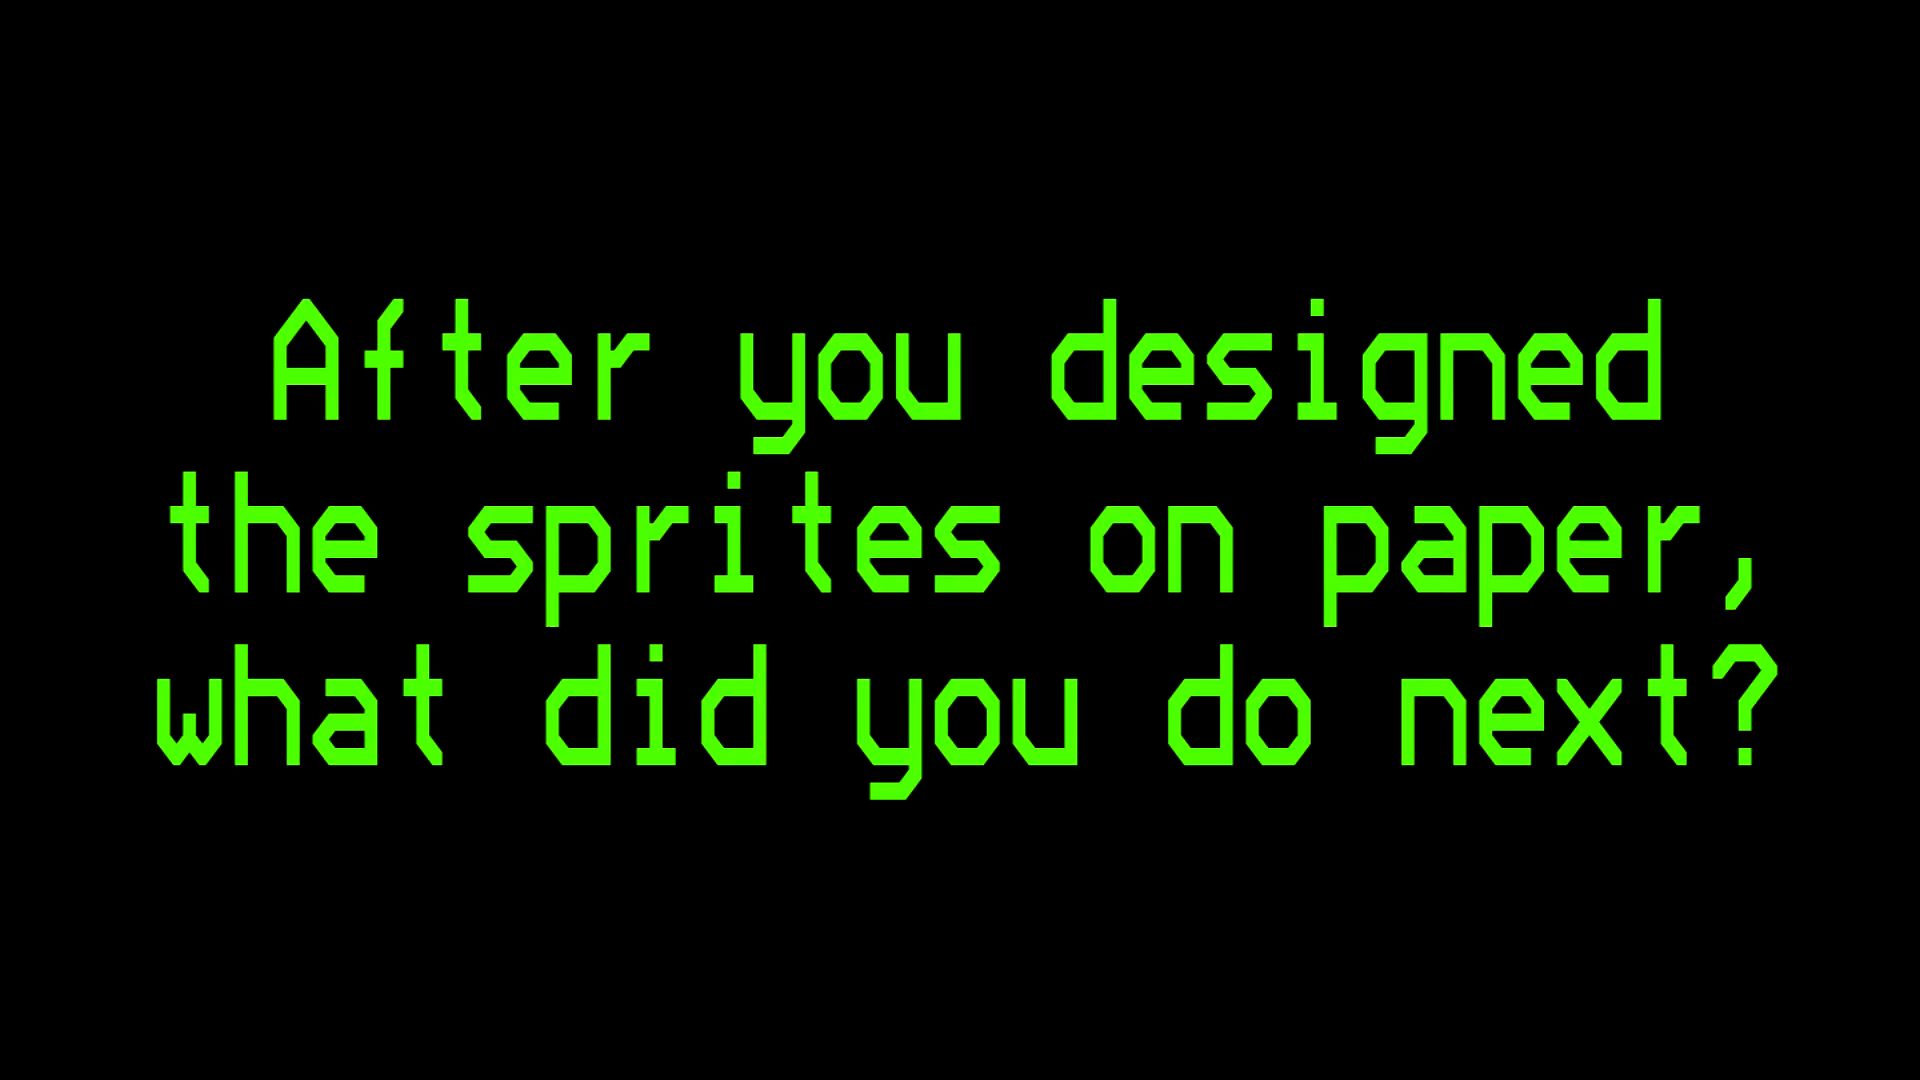 After you designed
the sprites on paper,
what did you do next?